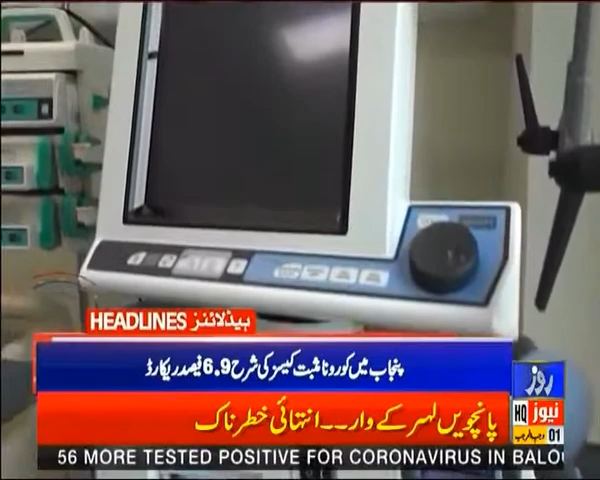 HEADLINES ہیڈلائنز
پنجاب میں کورونا مثبت کیسز کی شرح 6.9 فیصد ریکارڈ
پانچویں لہر کے وار۔۔انتہائی خطرناک
روز
HQ نیوز
01
56 MORE TESTED POSITIVE FOR CORONAVIRUS IN BALO